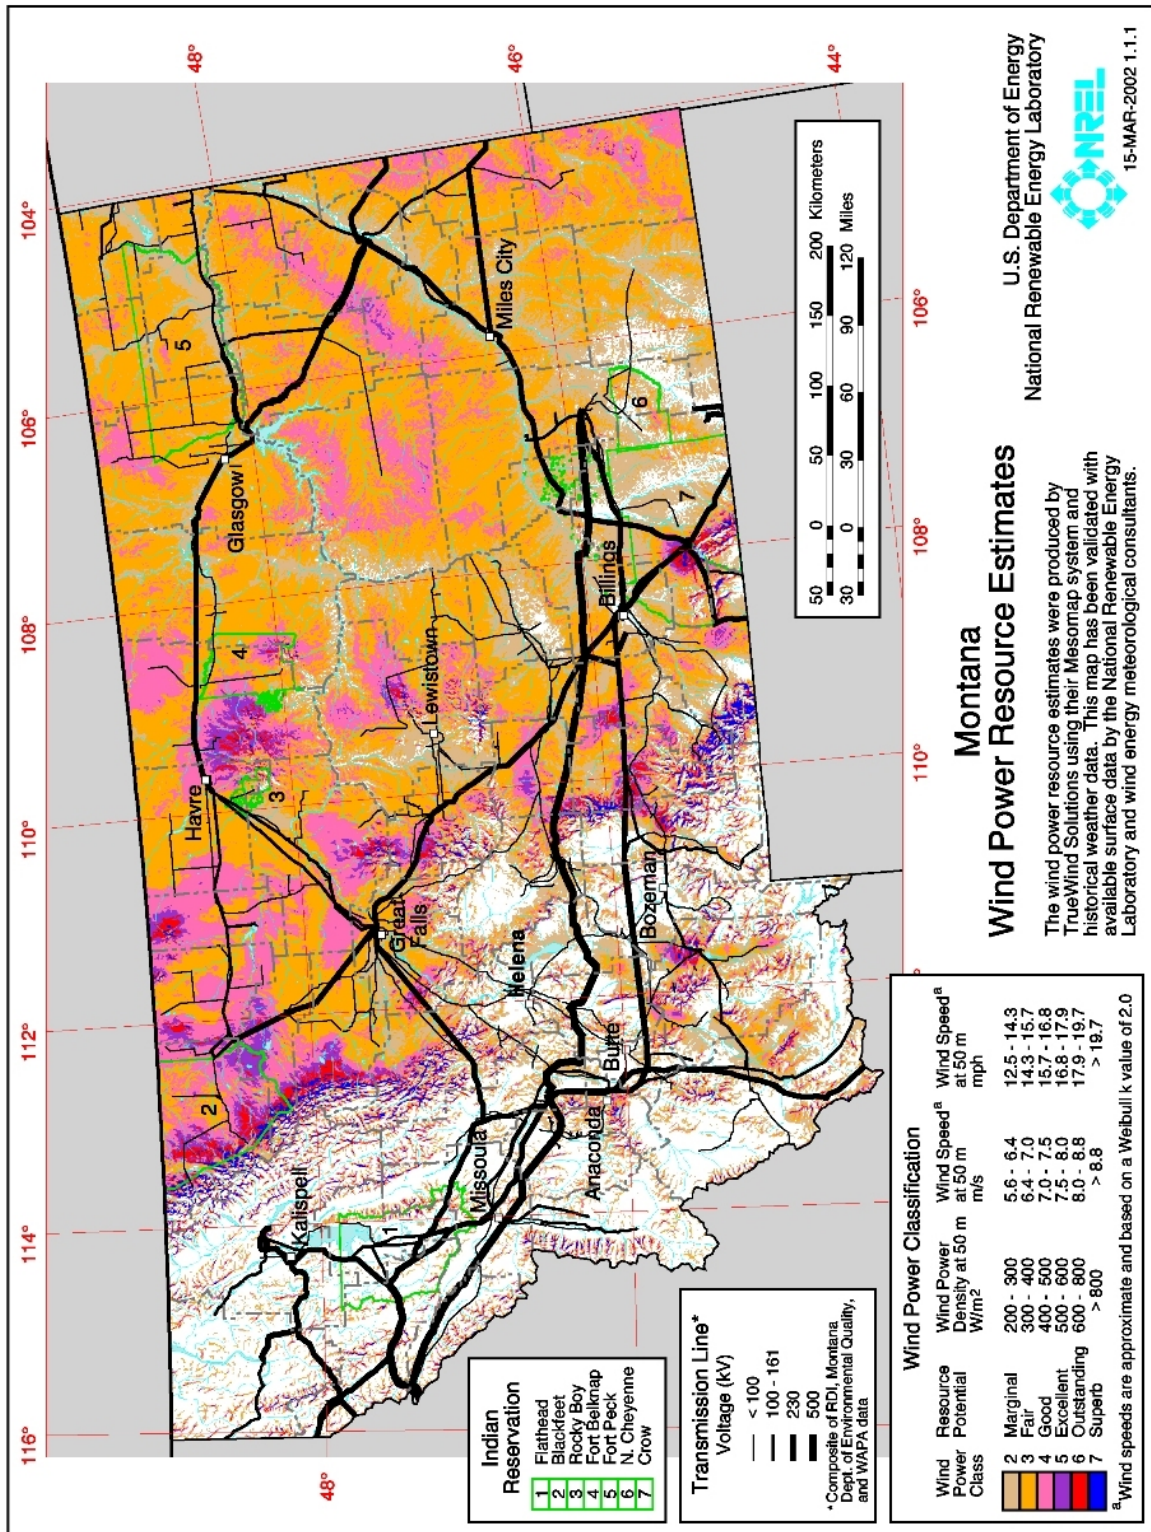 116°
114°
112°
110°
108°
106°
104°
48°
48°
46°
44°
110°
108°
106°
°
Kalispell
Havre
Glasgow
Great
Falls
Lewistown
Miles City
Missoula
Helena
Anaconda
Butte
Bozeman
Billings
1
2
3
4
5
6
7
Indian
Reservation
1 Flathead
2 Blackfeet
3 Rocky Boy
4 Fort Belknap
5 Fort Peck
6 N. Cheyenne
7 Crow
Transmission Line*
Voltage (kV)
< 100
100 - 161
230
500
*Composite of RDI, Montana
Dept. of Environmental Quality,
and WAPA data
50 0 50 100 150 200 Kilometers
30 0 30 60 90 120 Miles
Wind Power Classification
Wind Resource Wind Power Wind Speedª Wind Speedª
Power Potential Density at 50 m at 50 m at 50 m
Class W/m² m/s mph
2 Marginal 200 - 300 5.6 - 6.4 12.5 - 14.3
3 Fair 300 - 400 6.4 - 7.0 14.3 - 15.7
4 Good 400 - 500 7.0 - 7.5 15.7 - 16.8
5 Excellent 500 - 600 7.5 - 8.0 16.8 - 17.9
6 Outstanding 600 - 800 8.0 - 8.8 17.9 - 19.7
7 Superb > 800 > 8.8 > 19.7
ªWind speeds are approximate and based on a Weibull k value of 2.0
Montana
Wind Power Resource Estimates
The wind power resource estimates were produced by
TrueWind Solutions using their Mesomap system and
historical weather data. This map has been validated with
available surface data by the National Renewable Energy
Laboratory and wind energy meteorological consultants.
U.S. Department of Energy
National Renewable Energy Laboratory
NREL
15-MAR-2002 1.1.1